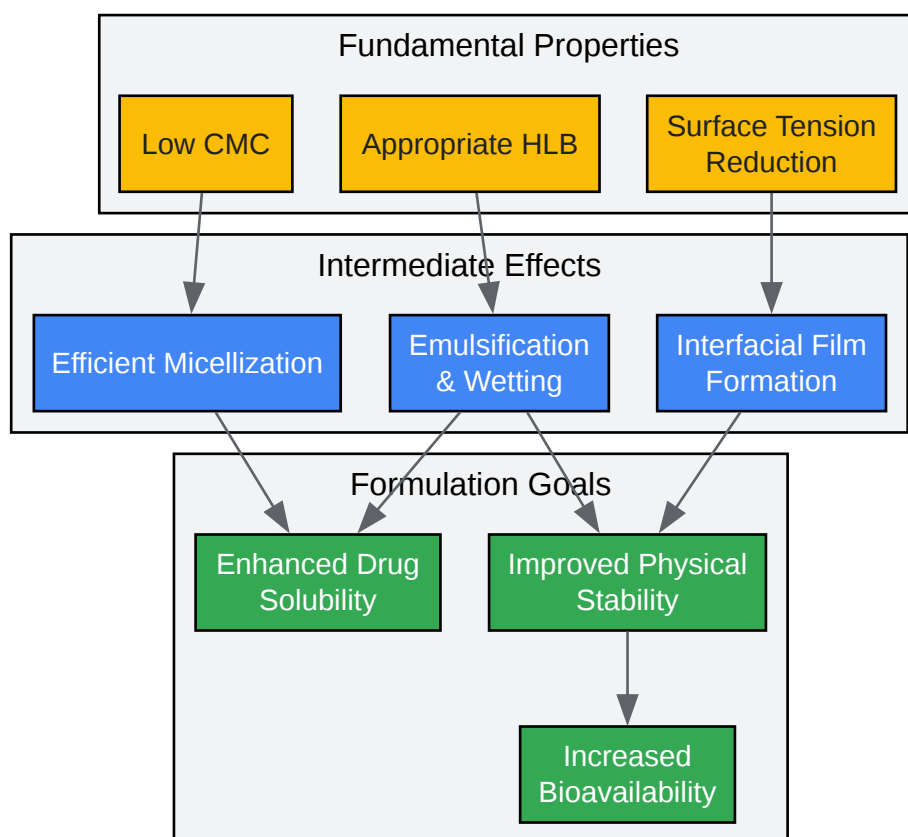 Fundamental Properties
Low CMC
Appropriate HLB
Surface Tension
Reduction
Intermediate Effects
Efficient Micellization
Emulsification
& Wetting
Interfacial Film
Formation
Formulation Goals
Enhanced Drug
Solubility
Improved Physical
Stability
Increased
Bioavailability